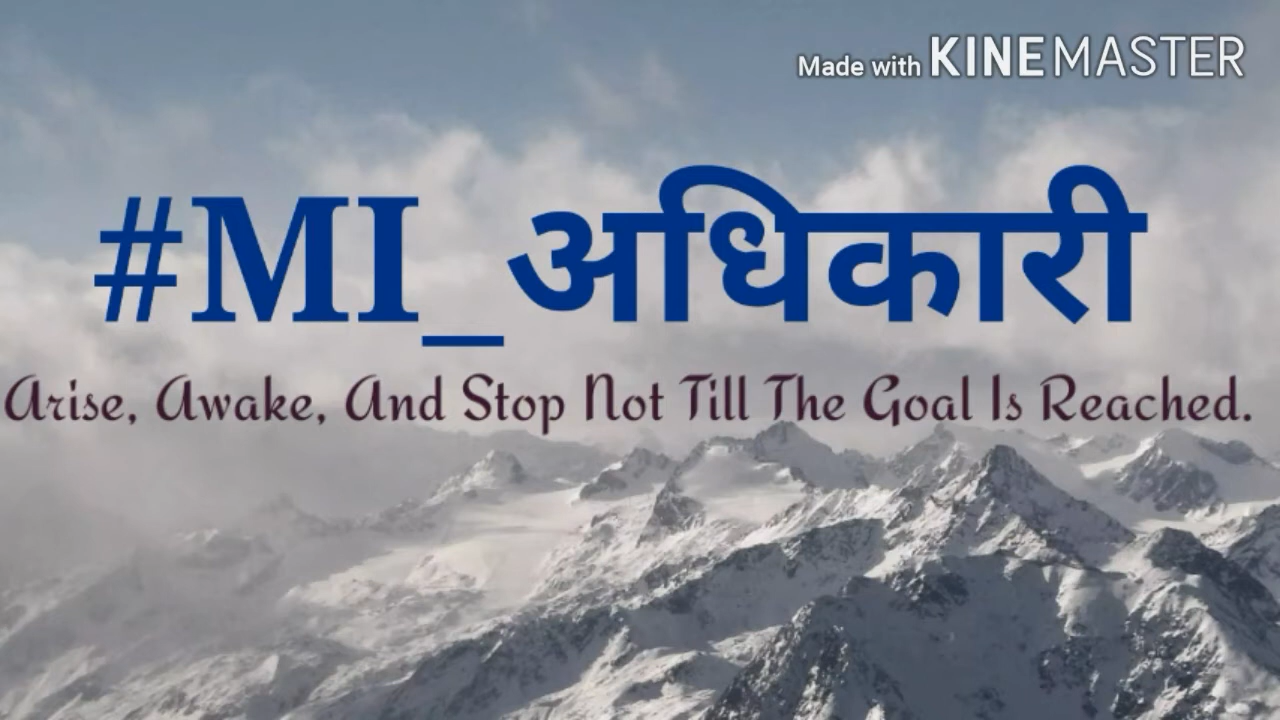 Made with KINEMASTER
#MI_अधिकारी
Arise, Awake, And Stop Not Till The Goal Is Reached.